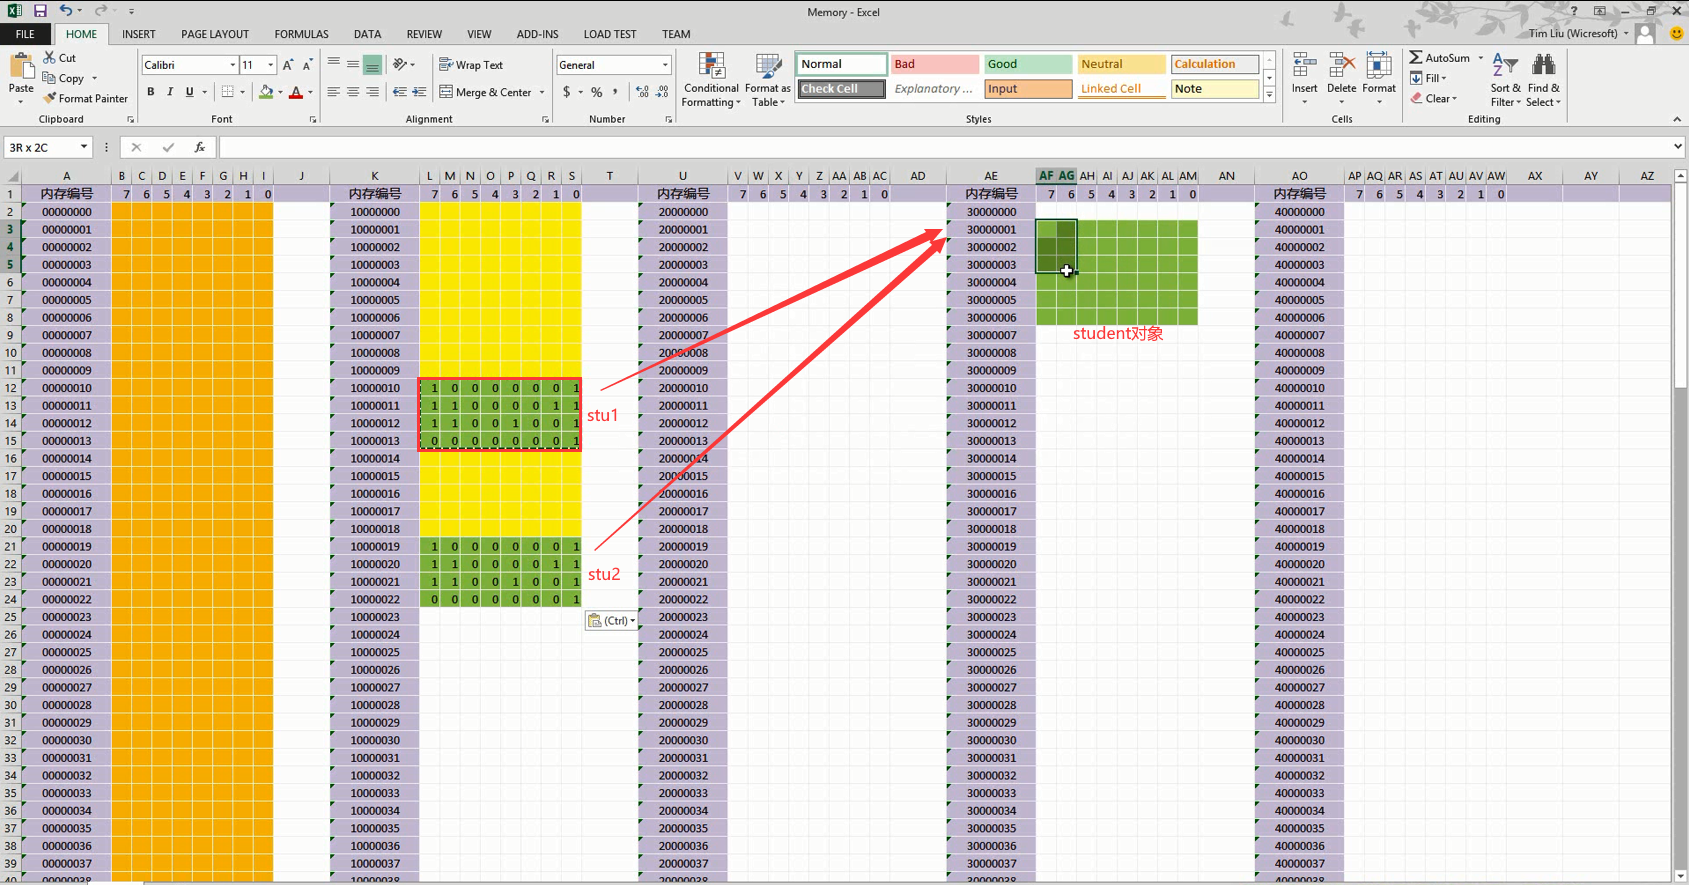 Memory - Excel
FILE HOME INSERT PAGE LAYOUT FORMULAS DATA REVIEW VIEW ADD-INS LOAD TEST TEAM
Tim Liu (Wicresoft)
Paste
Cut
Copy
Format Painter
Clipboard
Calibri 11
B I U
Font
Wrap Text
Merge & Center
Alignment
General
$ % ,
Number
Conditional Formatting
Format as Table
Normal Bad Good Neutral Calculation
Check Cell Explanatory ... Input Linked Cell Note
Styles
Insert Delete Format
Cells
AutoSum
Fill
Clear
Sort & Filter
Find & Select
Editing
3R x 2C fx
A B C D E F G H I J K L M N O P Q R S T U V W X Y Z AA AB AC AD AE AF AG AH AI AJ AK AL AM AN AO AP AQ AR AS AT AU AV AW AX AY AZ
1 内存编号 7 6 5 4 3 2 1 0 内存编号 7 6 5 4 3 2 1 0 内存编号 7 6 5 4 3 2 1 0 内存编号 7 6 5 4 3 2 1 0 内存编号 7 6 5 4 3 2 1 0
2 00000000 10000000 20000000 30000000 40000000
3 00000001 10000001 20000001 30000001 40000001
4 00000002 10000002 20000002 30000002 40000002
5 00000003 10000003 20000003 30000003 40000003
6 00000004 10000004 20000004 30000004 40000004
7 00000005 10000005 20000005 30000005 40000005
8 00000006 10000006 20000006 30000006 40000006
9 00000007 10000007 20000007 30000007 student对象 40000007
10 00000008 10000008 20000008 30000008 40000008
11 00000009 10000009 20000009 30000009 40000009
12 00000010 10000010 1 0 0 0 0 0 0 1 20000010 30000010 40000010
13 00000011 10000011 1 1 0 0 0 0 1 1 stu1 20000011 30000011 40000011
14 00000012 10000012 1 1 0 0 1 0 0 1 20000012 30000012 40000012
15 00000013 10000013 0 0 0 0 0 0 0 1 20000013 30000013 40000013
16 00000014 10000014 20000014 30000014 40000014
17 00000015 10000015 20000015 30000015 40000015
18 00000016 10000016 20000016 30000016 40000016
19 00000017 10000017 20000017 30000017 40000017
20 00000018 10000018 20000018 30000018 40000018
21 00000019 10000019 1 0 0 0 0 0 0 1 20000019 30000019 40000019
22 00000020 10000020 1 1 0 0 0 0 1 1 stu2 20000020 30000020 40000020
23 00000021 10000021 1 1 0 0 1 0 0 1 20000021 30000021 40000021
24 00000022 10000022 0 0 0 0 0 0 0 1 20000022 30000022 40000022
25 00000023 10000023 (Ctrl) 20000023 30000023 40000023
26 00000024 10000024 20000024 30000024 40000024
27 00000025 10000025 20000025 30000025 40000025
28 00000026 10000026 20000026 30000026 40000026
29 00000027 10000027 20000027 30000027 40000027
30 00000028 10000028 20000028 30000028 40000028
31 00000029 10000029 20000029 30000029 40000029
32 00000030 10000030 20000030 30000030 40000030
33 00000031 10000031 20000031 30000031 40000031
34 00000032 10000032 20000032 30000032 40000032
35 00000033 10000033 20000033 30000033 40000033
36 00000034 10000034 20000034 30000034 40000034
37 00000035 10000035 20000035 30000035 40000035
38 00000036 10000036 20000036 30000036 40000036
39 00000037 10000037 20000037 30000037 40000037
40 00000038 10000038 20000038 30000038 40000038